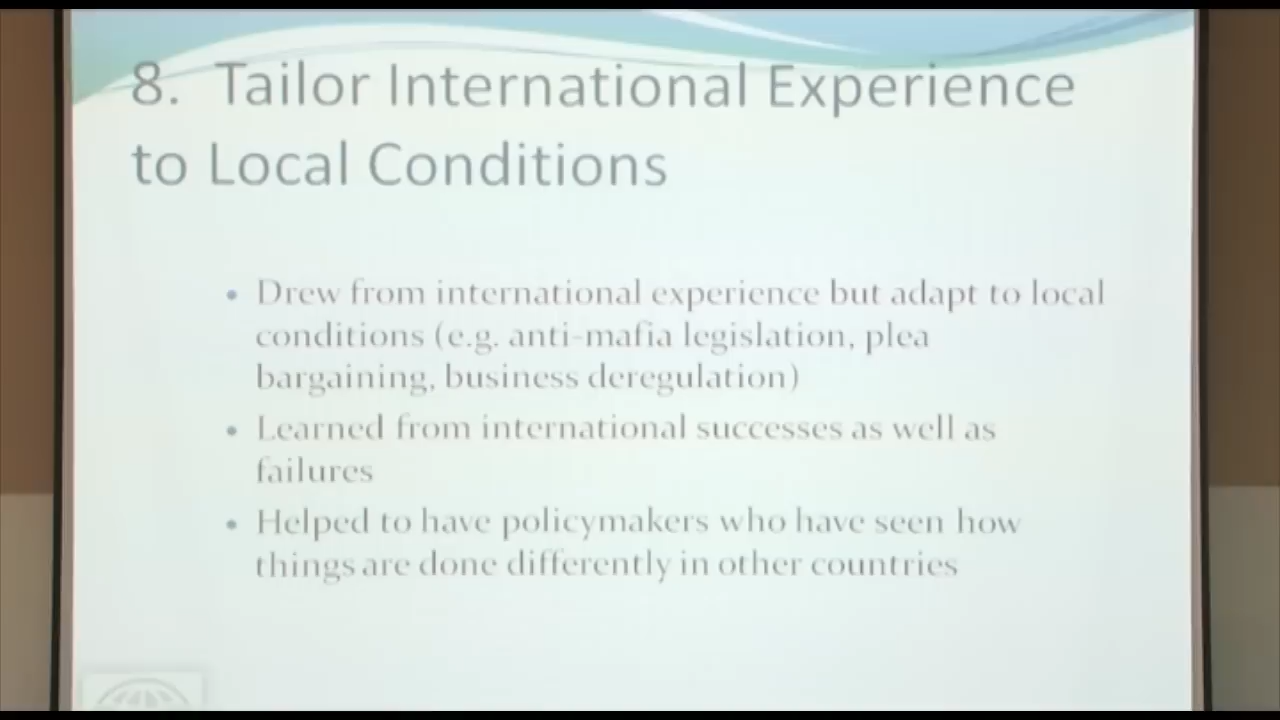 8. Tailor International Experience
to Local Conditions
• Drew from international experience but adapt to local
conditions (e.g. anti-mafia legislation, plea
bargaining, business deregulation)
• Learned from international successes as well as
failures
• Helped to have policymakers who have seen how
things are done differently in other countries